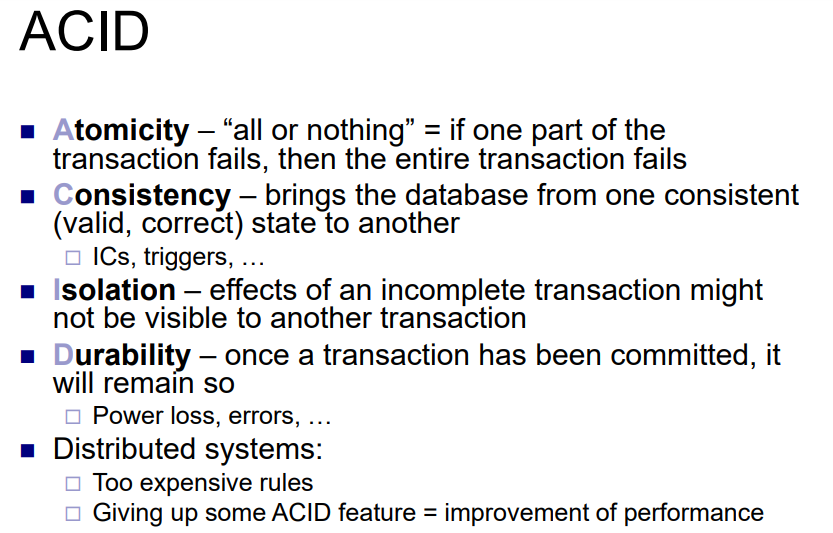 ACID
Atomicity – “all or nothing” = if one part of the
transaction fails, then the entire transaction fails
Consistency – brings the database from one consistent
(valid, correct) state to another
ICs, triggers, …
Isolation – effects of an incomplete transaction might
not be visible to another transaction
Durability – once a transaction has been committed, it
will remain so
Power loss, errors, …
Distributed systems:
Too expensive rules
Giving up some ACID feature = improvement of performance